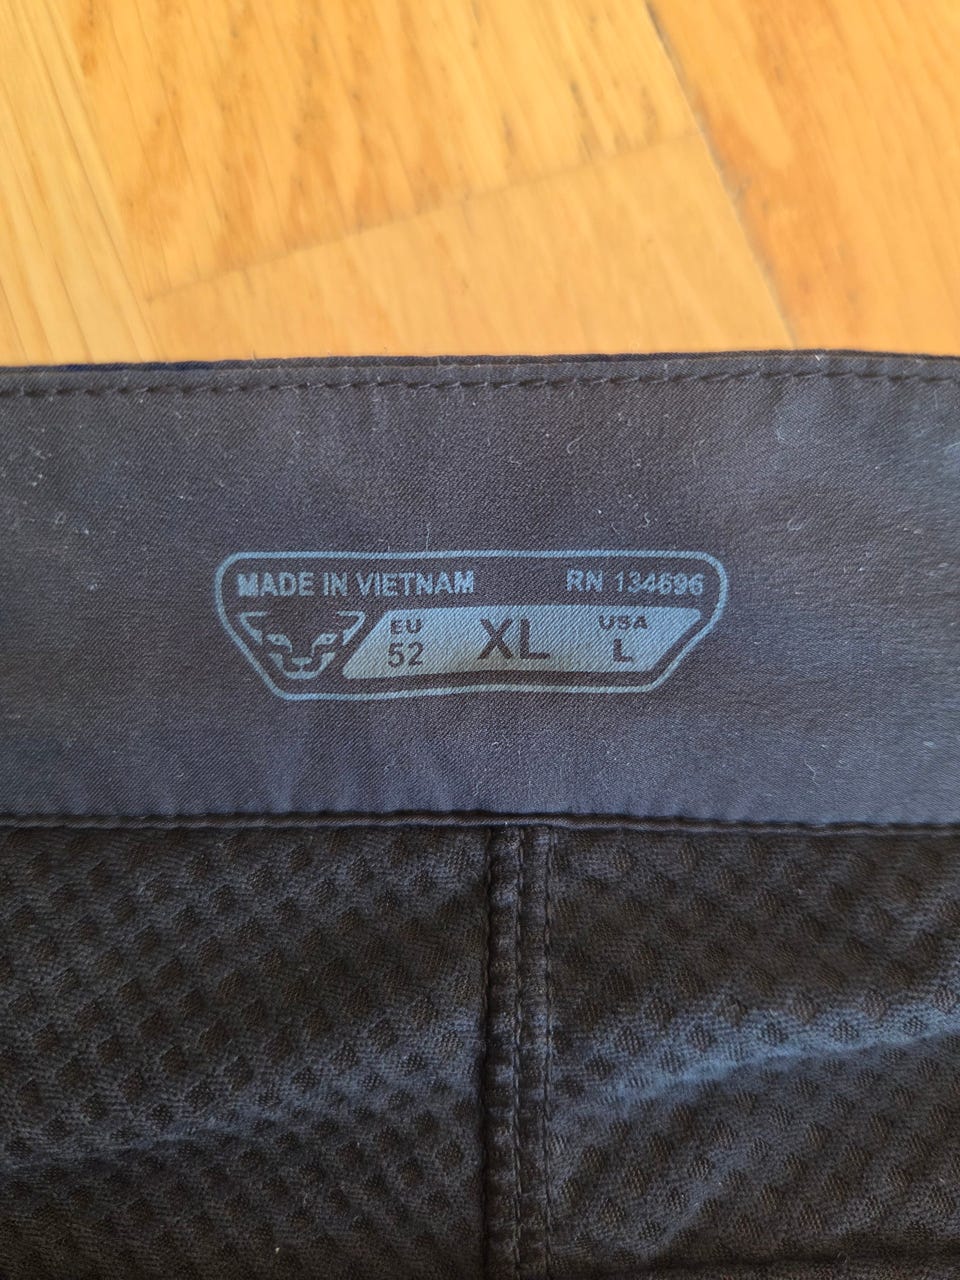 MADE IN VIETNAM RN 134696
EU XL USA
52 L